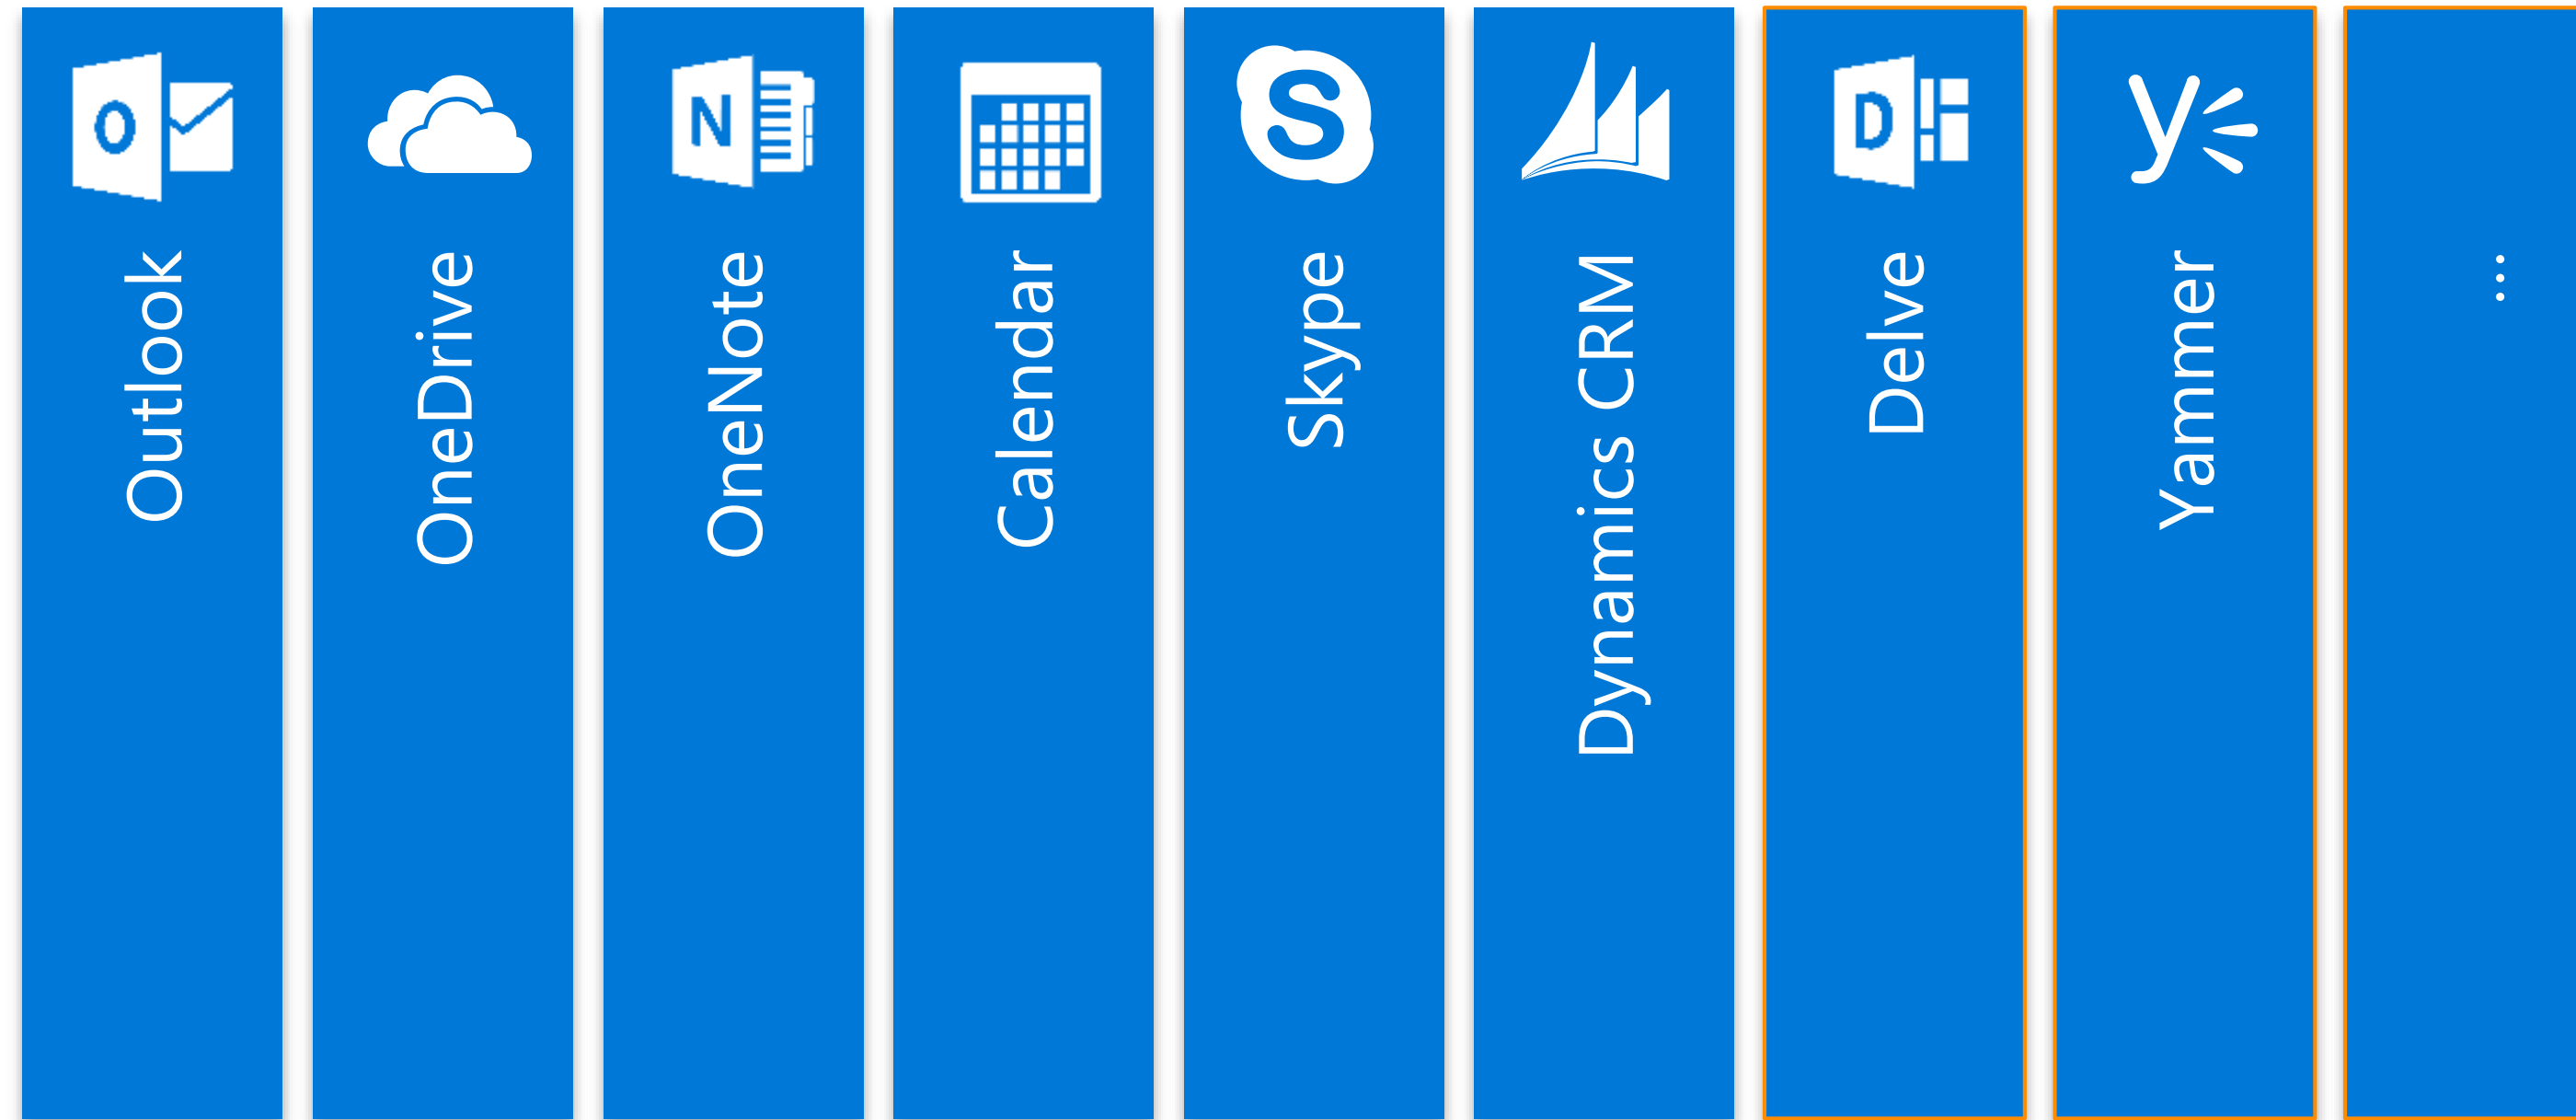 Outlook
OneDrive
OneNote
Calendar
Skype
Dynamics CRM
Delve
Yammer
...